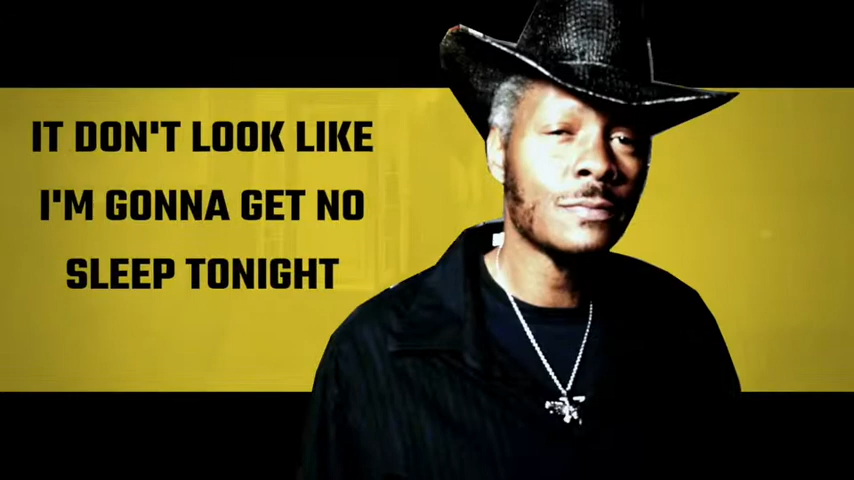 IT DON'T LOOK LIKE
I'M GONNA GET NO
SLEEP TONIGHT